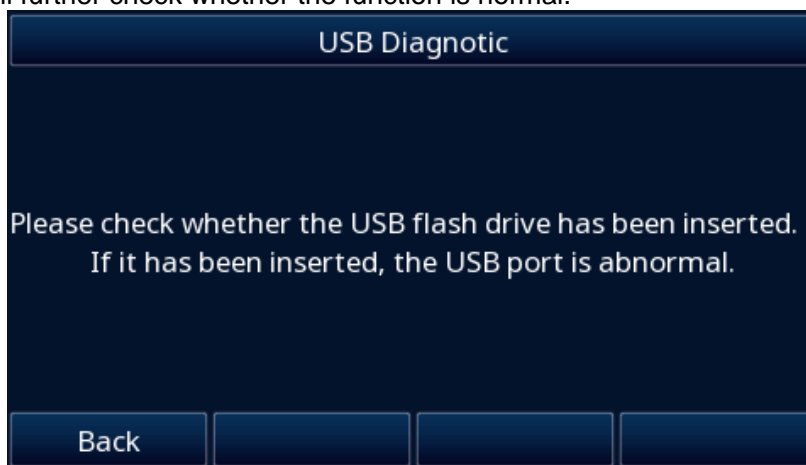 further check whether the function is normal.
USB Diagnotic
Please check whether the USB flash drive has been inserted.
If it has been inserted, the USB port is abnormal.
Back